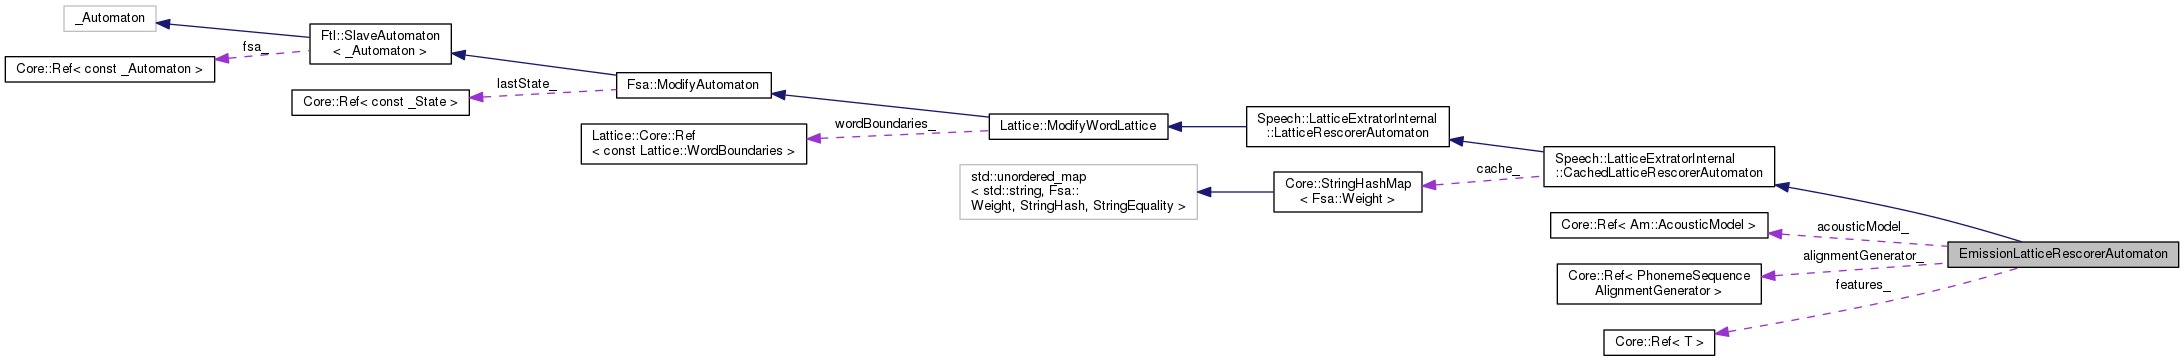 _Automaton
Ftl::SlaveAutomaton
< _Automaton >
fsa_
Core::Ref< const _Automaton >
Fsa::ModifyAutomaton
lastState_
Core::Ref< const _State >
Lattice::ModifyWordLattice
wordBoundaries_
Lattice::Core::Ref
< const Lattice::WordBoundaries >
Speech::LatticeExtratorInternal
::LatticeRescorerAutomaton
Speech::LatticeExtratorInternal
::CachedLatticeRescorerAutomaton
cache_
std::unordered_map
< std::string, Fsa::
Weight, StringHash, StringEquality >
Core::StringHashMap
< Fsa::Weight >
Core::Ref< Am::AcousticModel >
acousticModel_
EmissionLatticeRescorerAutomaton
alignmentGenerator_
Core::Ref< PhonemeSequence
AlignmentGenerator >
features_
Core::Ref< T >